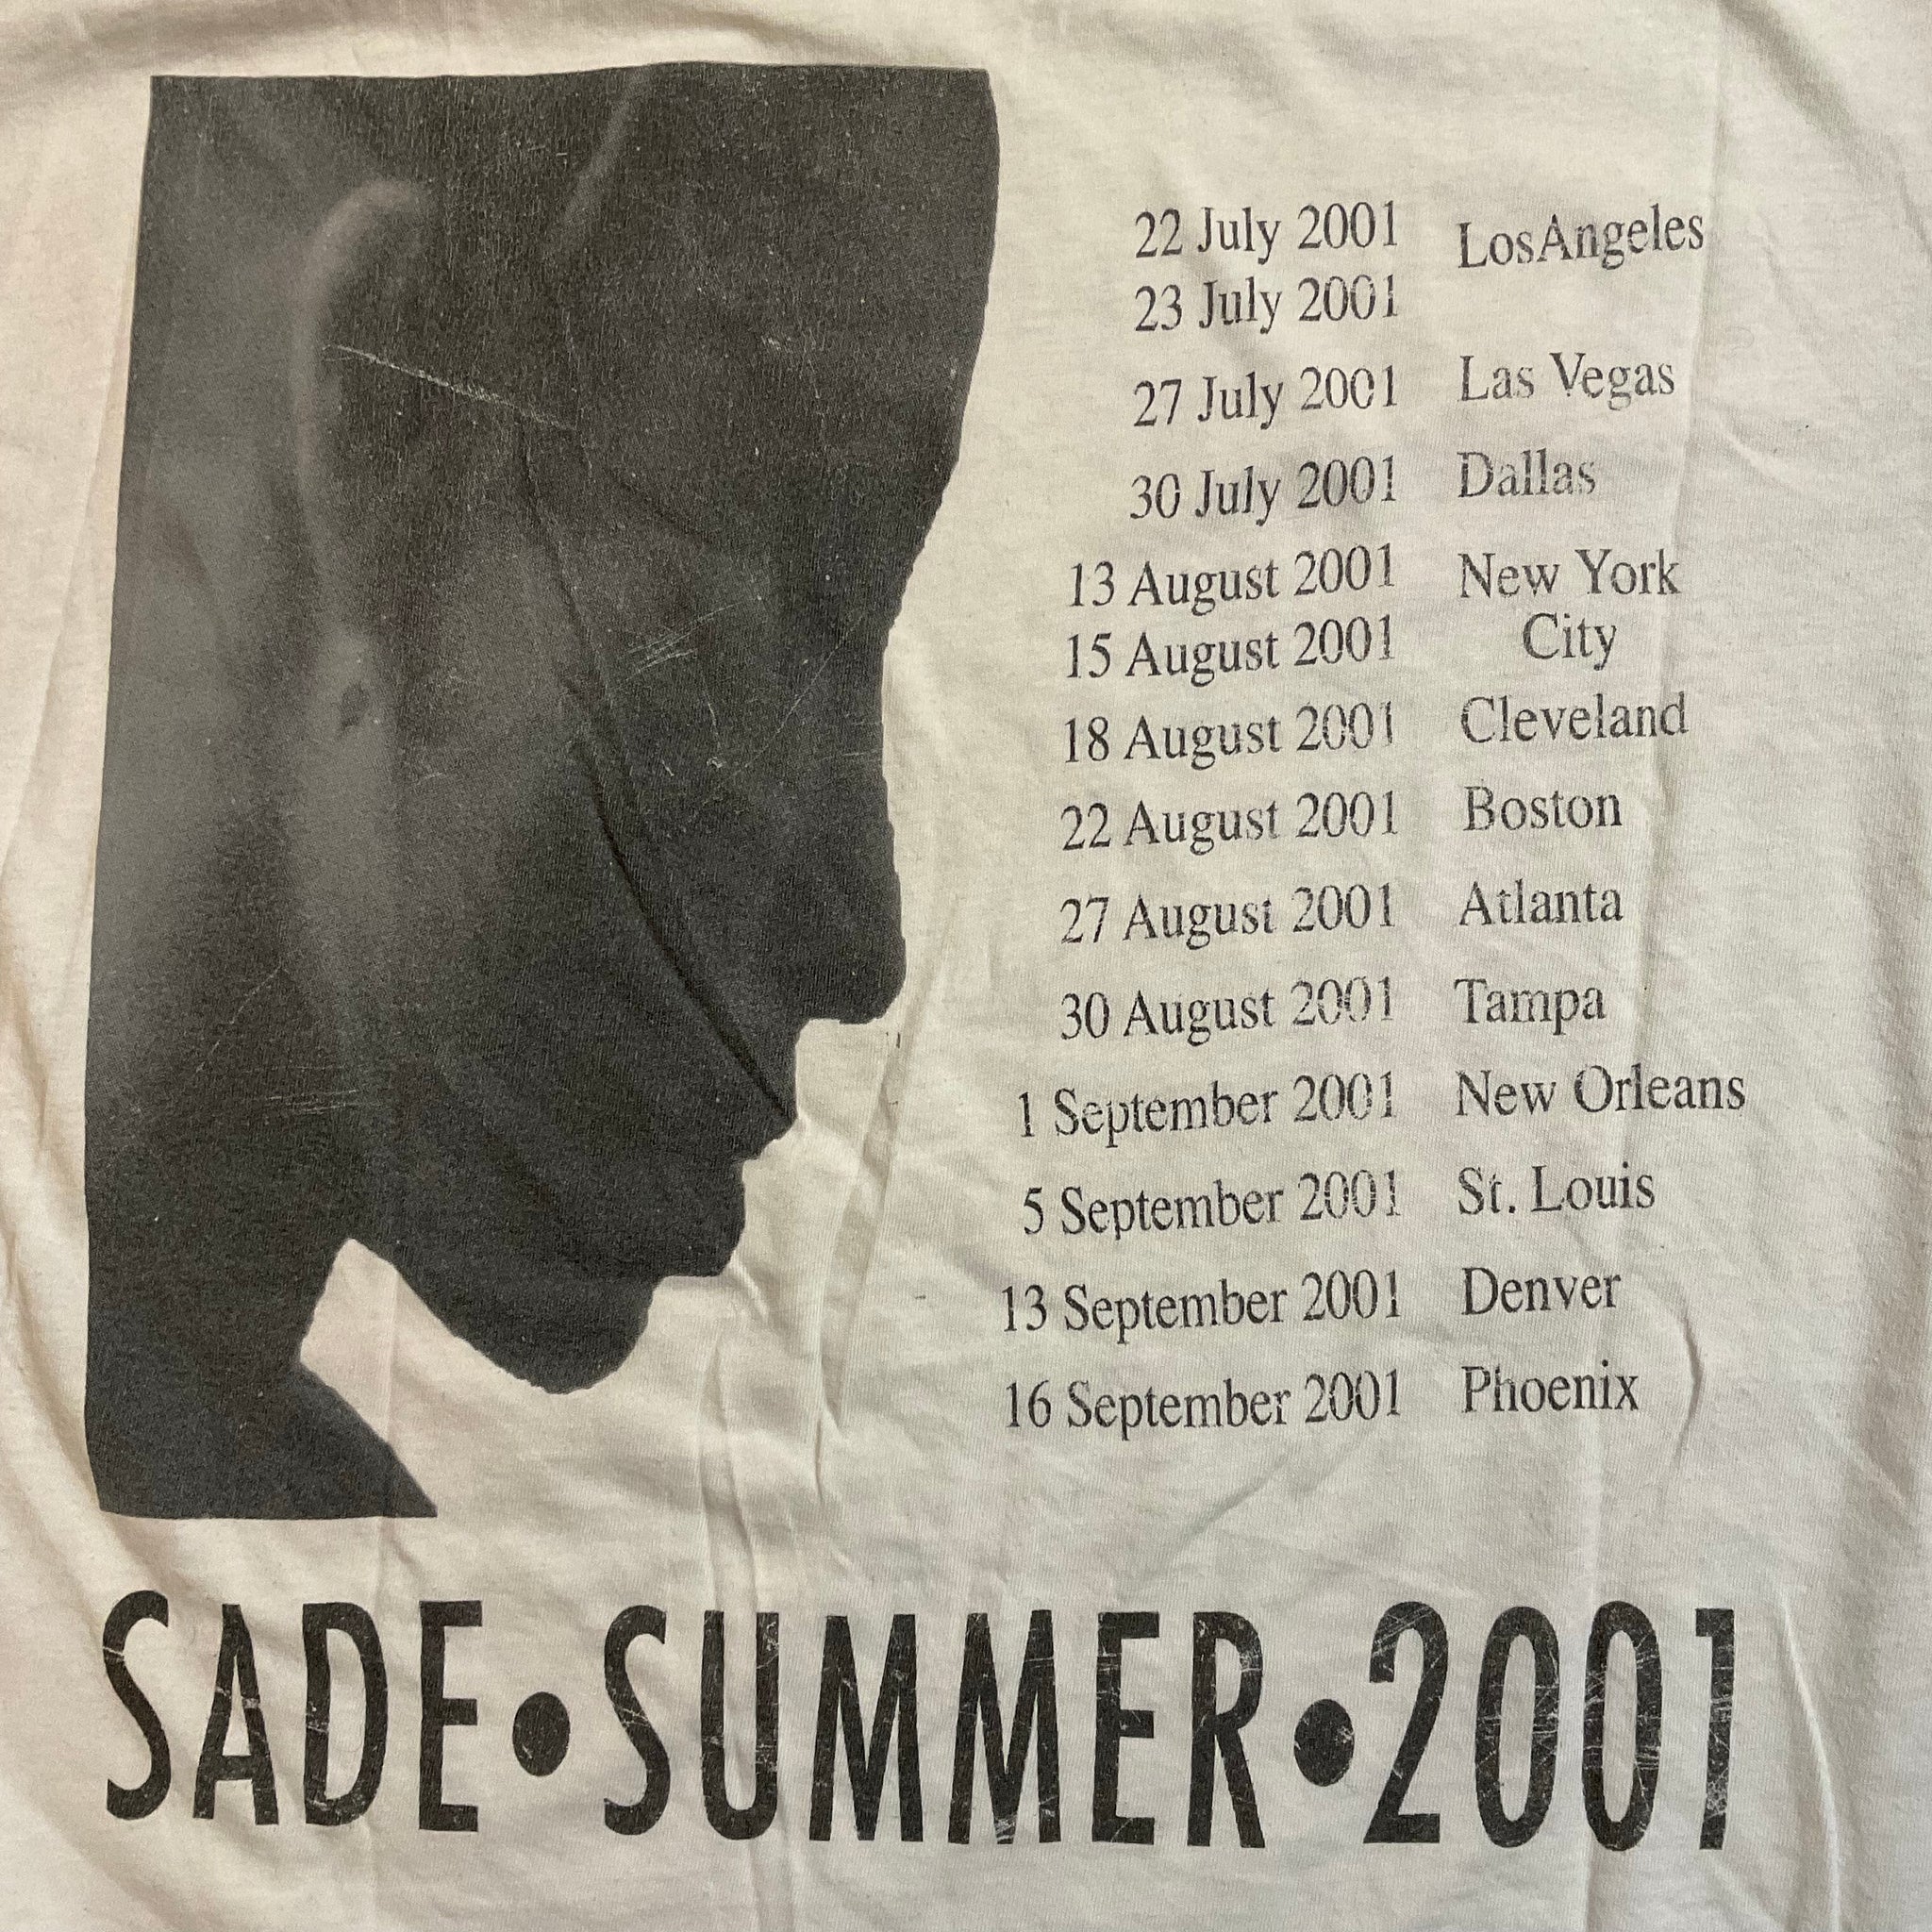 22 July 2001 LosAngeles
23 July 2001
27 July 2001 Las Vegas
30 July 2001 Dallas
13 August 2001 New York
15 August 2001 City
18 August 2001 Cleveland
22 August 2001 Boston
27 August 2001 Atlanta
30 August 2001 Tampa
1 September 2001 New Orleans
5 September 2001 St. Louis
13 September 2001 Denver
16 September 2001 Phoenix
SADE•SUMMER•2001